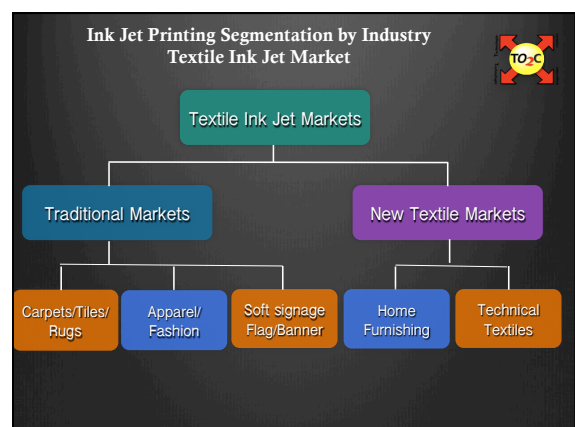 Ink Jet Printing Segmentation by Industry
Textile Ink Jet Market
TO2C
Textile Ink Jet Markets
Traditional Markets
New Textile Markets
Carpets/Tiles/
Rugs
Apparel/
Fashion
Soft signage
Flag/Banner
Home
Furnishing
Technical
Textiles